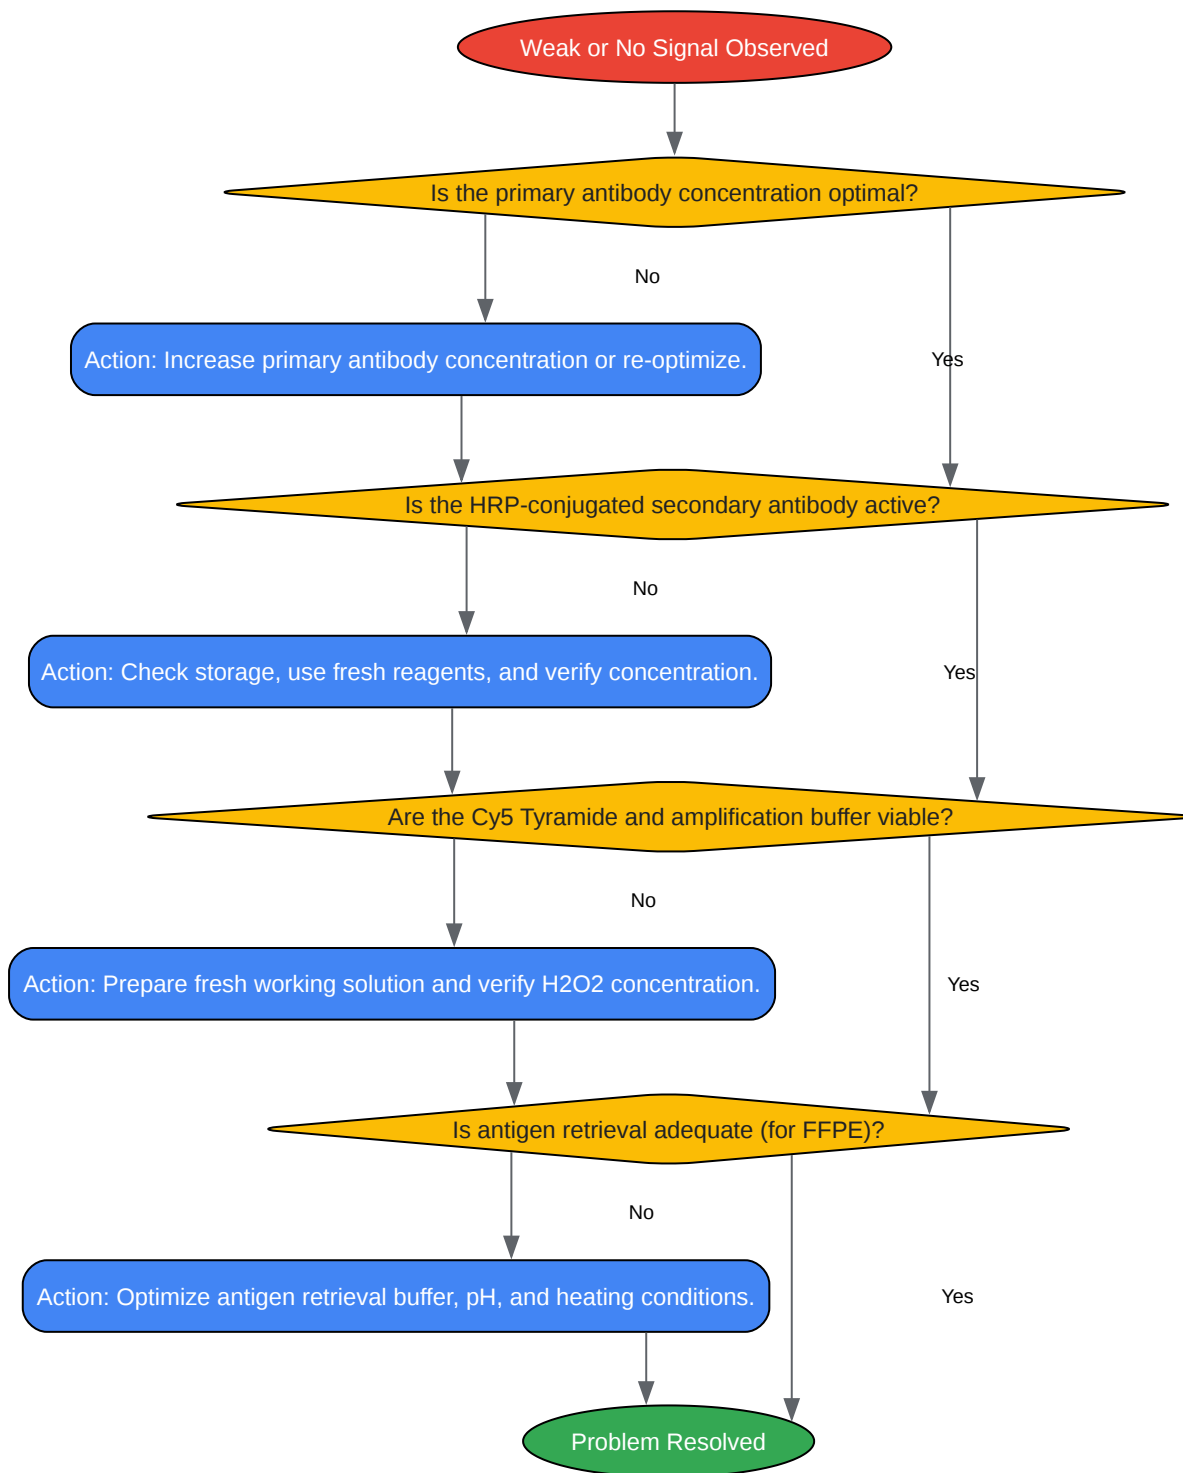 Weak or No Signal Observed
Is the primary antibody concentration optimal?
No
Action: Increase primary antibody concentration or re-optimize.
Yes
Is the HRP-conjugated secondary antibody active?
No
Action: Check storage, use fresh reagents, and verify concentration.
Yes
Are the Cy5 Tyramide and amplification buffer viable?
No
Action: Prepare fresh working solution and verify H2O2 concentration.
Yes
Is antigen retrieval adequate (for FFPE)?
No
Action: Optimize antigen retrieval buffer, pH, and heating conditions.
Yes
Problem Resolved